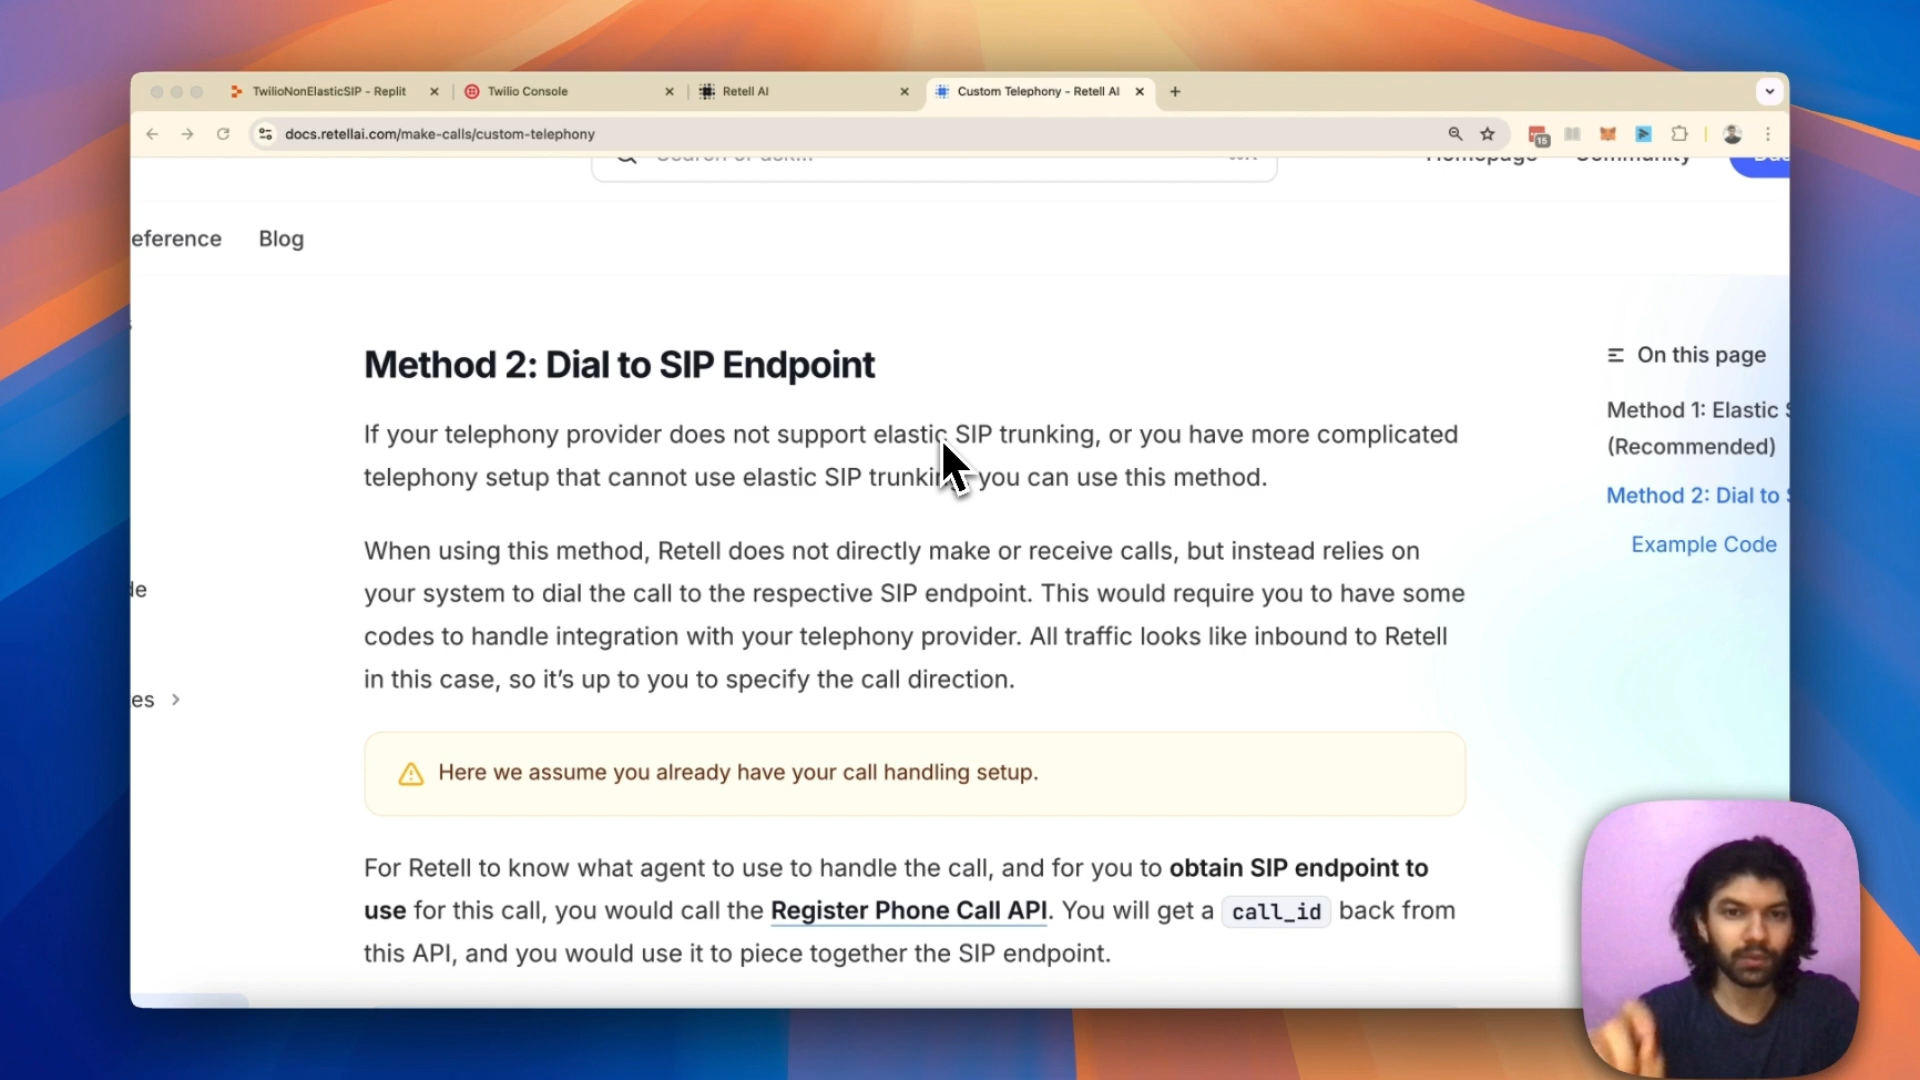 TwilioNonElasticSIP - Replit
Twilio Console
Retell AI
Custom Telephony - Retell AI
docs.retellai.com/make-calls/custom-telephony
15
Homepage
Community
eference
Blog
Method 2: Dial to SIP Endpoint
If your telephony provider does not support elastic SIP trunking, or you have more complicated
telephony setup that cannot use elastic SIP trunking you can use this method.
When using this method, Retell does not directly make or receive calls, but instead relies on
your system to dial the call to the respective SIP endpoint. This would require you to have some
codes to handle integration with your telephony provider. All traffic looks like inbound to Retell
in this case, so it's up to you to specify the call direction.
Here we assume you already have your call handling setup.
For Retell to know what agent to use to handle the call, and for you to obtain SIP endpoint to
use for this call, you would call the Register Phone Call API. You will get a call_id back from
this API, and you would use it to piece together the SIP endpoint.
de
es
On this page
Method 1: Elastic S
(Recommended)
Method 2: Dial to S
Example Code